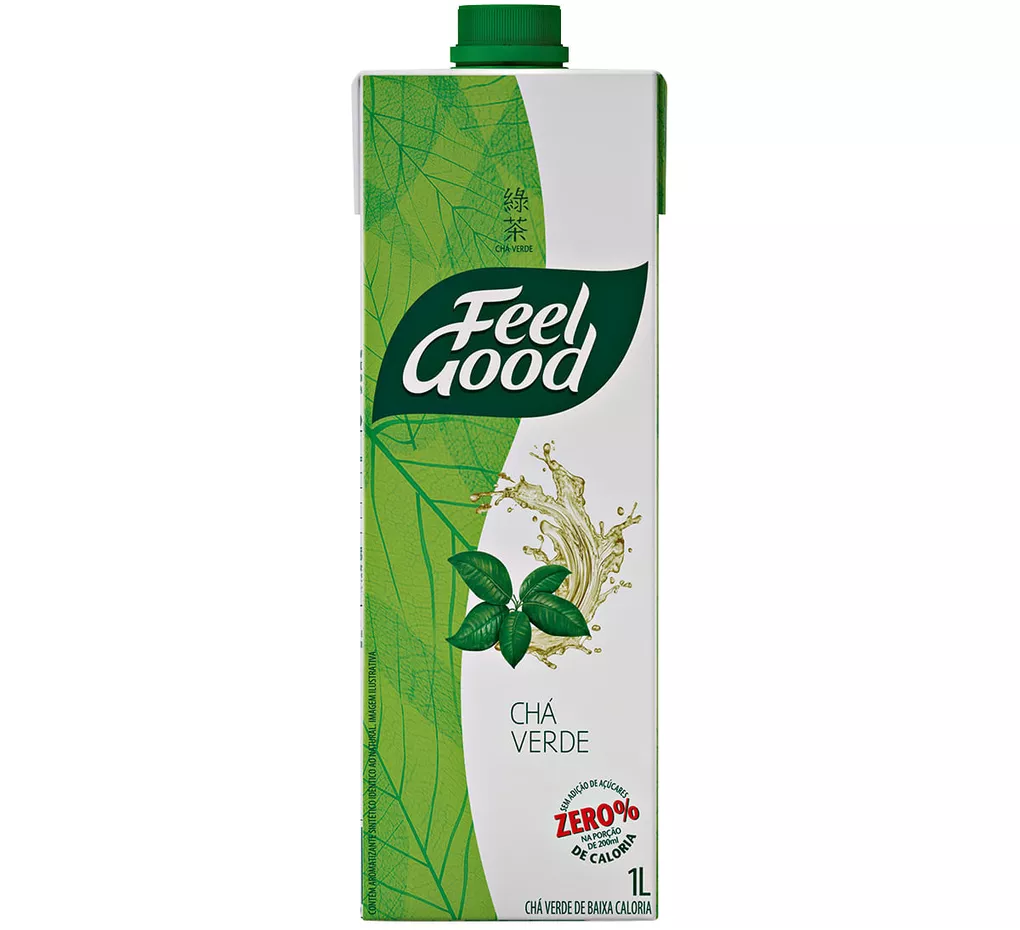 綠
茶
CHÁ VERDE
Feel
Good
CHÁ
VERDE
SEM ADIÇÃO DE AÇÚCARES
ZERO%
NA PORÇÃO
DE 200ml
DE CALORIA
1L
CHÁ VERDE DE BAIXA CALORIA
CONTÉM AROMATIZANTE SINTÉTICO IDÊNTICO AO NATURAL. IMAGEM ILUSTRATIVA.